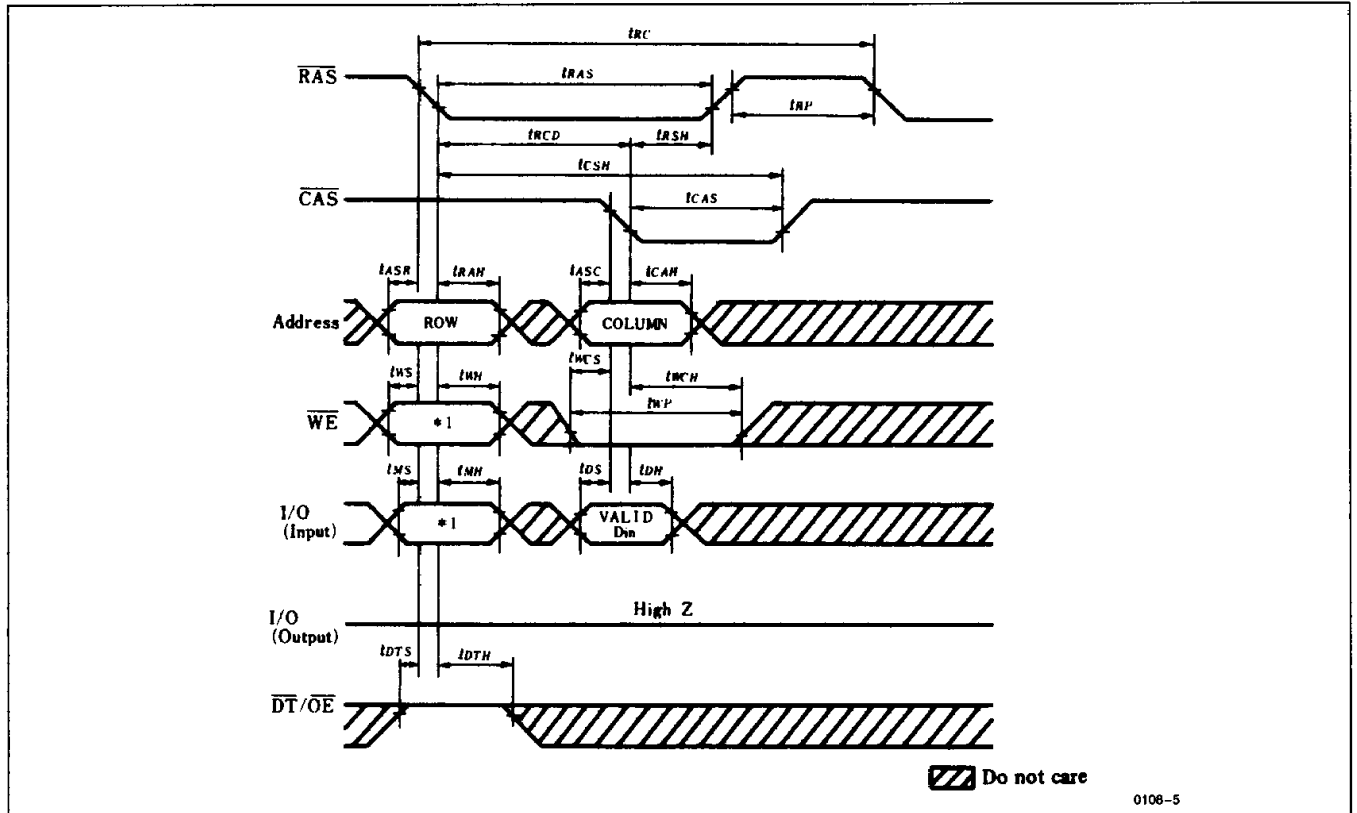 tRC
RAS
tRAS
tRP
tRCD
tRSH
tCSH
CAS
tCAS
tASR
tRAH
tASC
tCAH
Address
ROW
COLUMN
tWS
tWH
tWCS
tWCH
tWP
WE
*1
tMS
tMH
tDS
tDH
I/O
(Input)
*1
VALID
Din
I/O
(Output)
High Z
tDTS
tDTH
DT/OE
Do not care
0106-5